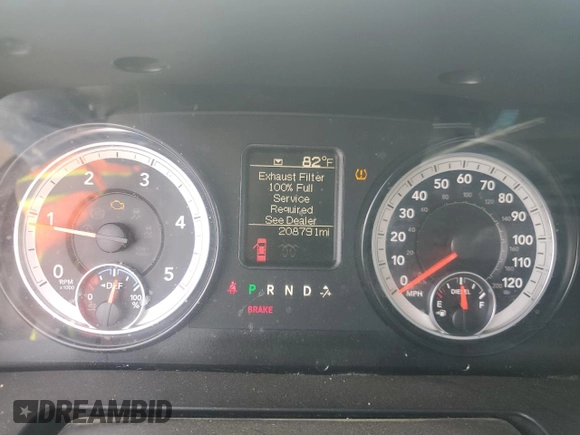 82°F
Exhaust Filter
100% Full
Service
Required
See Dealer
208791mi
0 1 2 3 4 5
RPM
x1000
DEF
0 100
%
P R N D
BRAKE
0 10 20 30 40 50 60 70 80 90 100 110 120
MPH
E DIESEL F
DREAMBID